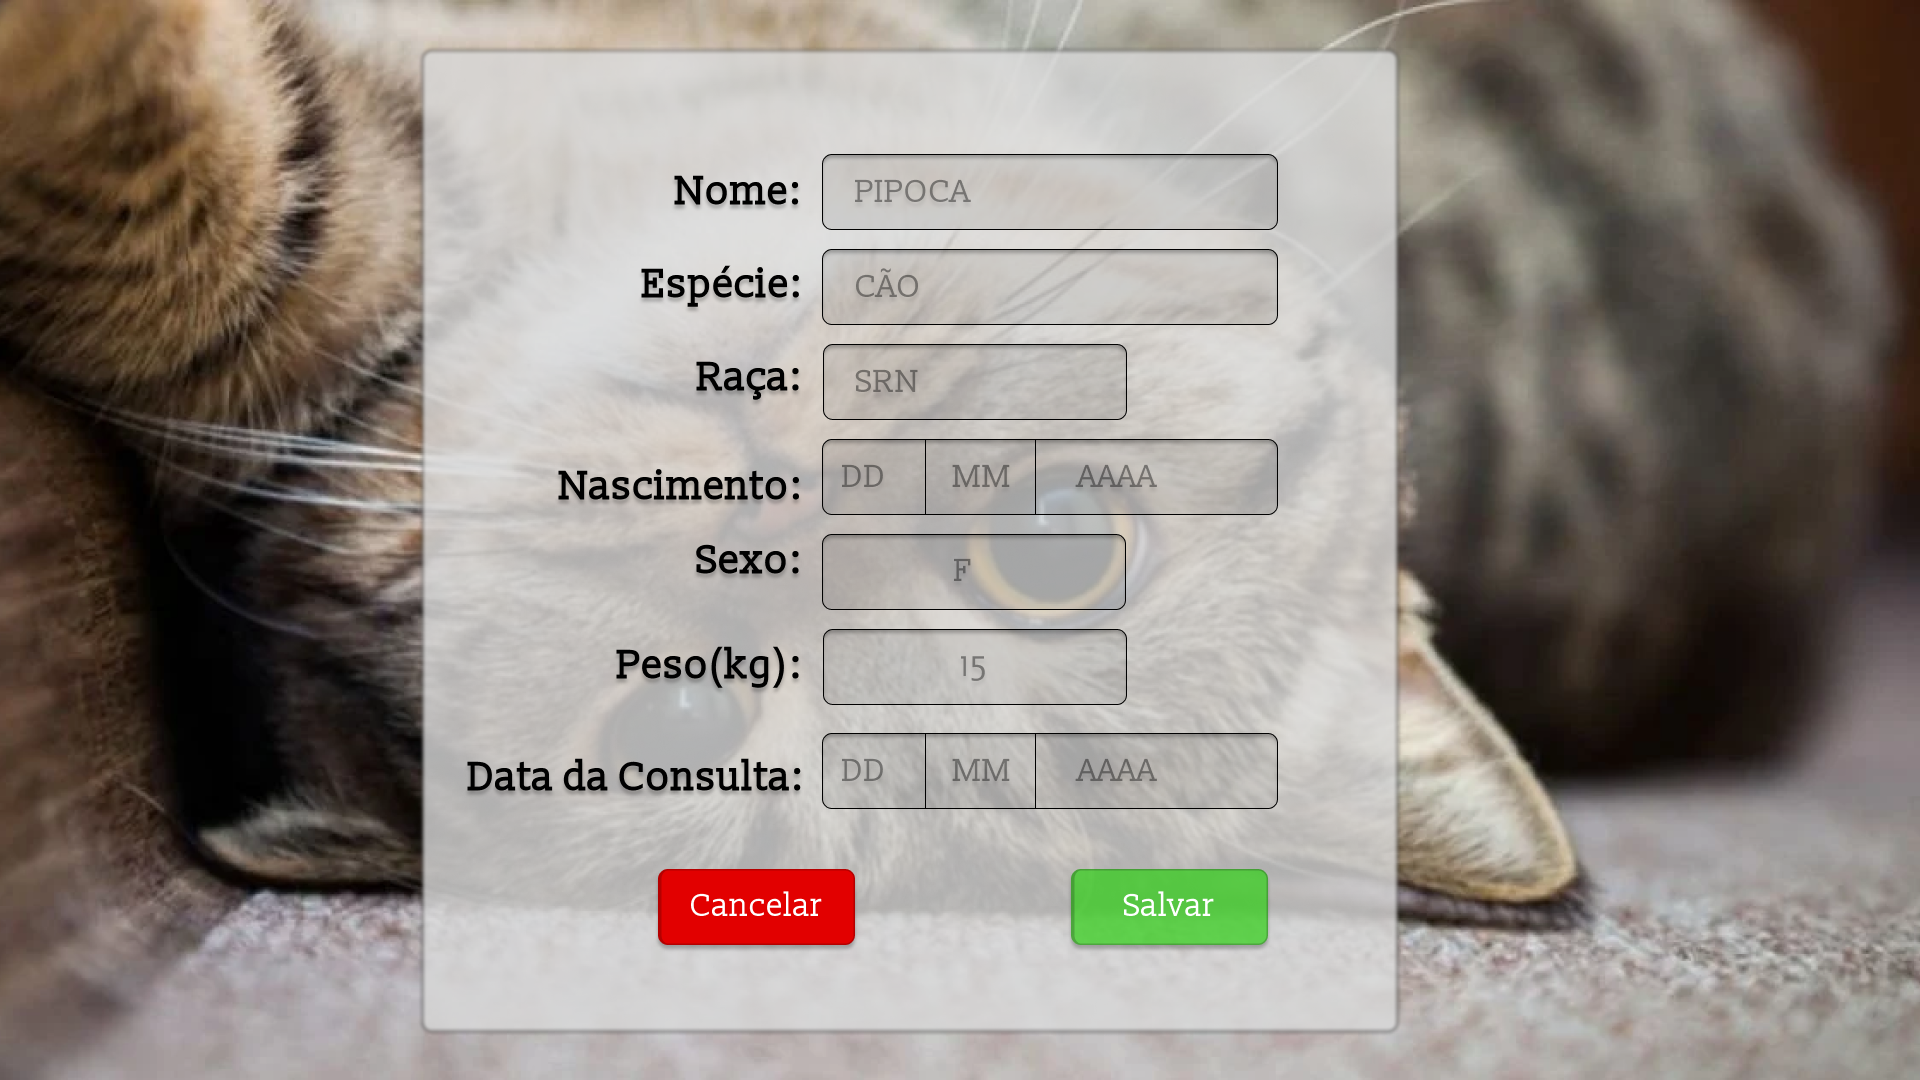 Nome: PIPOCA
Espécie: CÃO
Raça: SRN
Nascimento: DD MM AAAA
Sexo: F
Peso(kg): 15
Data da Consulta: DD MM AAAA
Cancelar Salvar